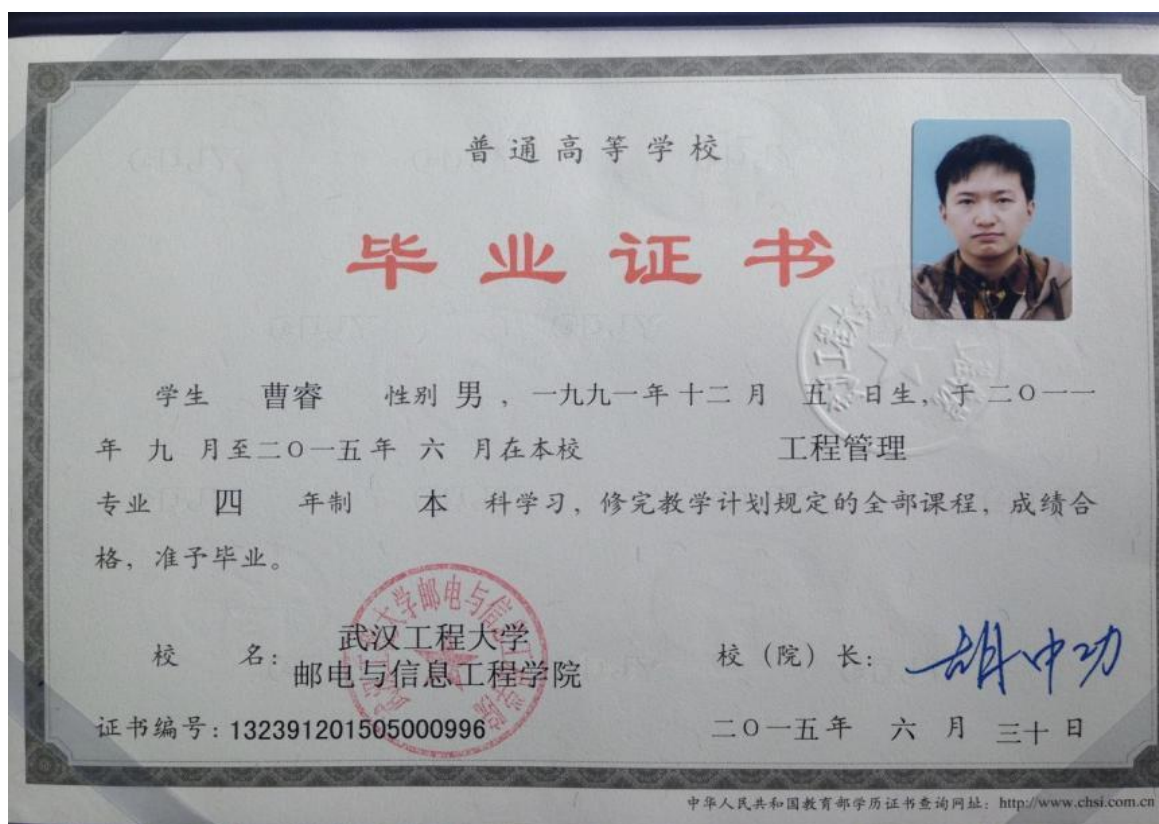 普通高等学校
毕业证书
学生 曹睿 性别 男 ，一九九一年 十二 月 五 日生，于 二O一一
年 九 月至二O一五年 六 月在本校 工程管理
专业 四 年制 本 科学习，修完教学计划规定的全部课程，成绩合
格，准予毕业。
校 名：武汉工程大学
邮电与信息工程学院
校（院）长：胡中功
证书编号：132391201505000996
二O一五年 六 月 三十 日
中华人民共和国教育部学历证书查询网址：http://www.chsi.com.cn